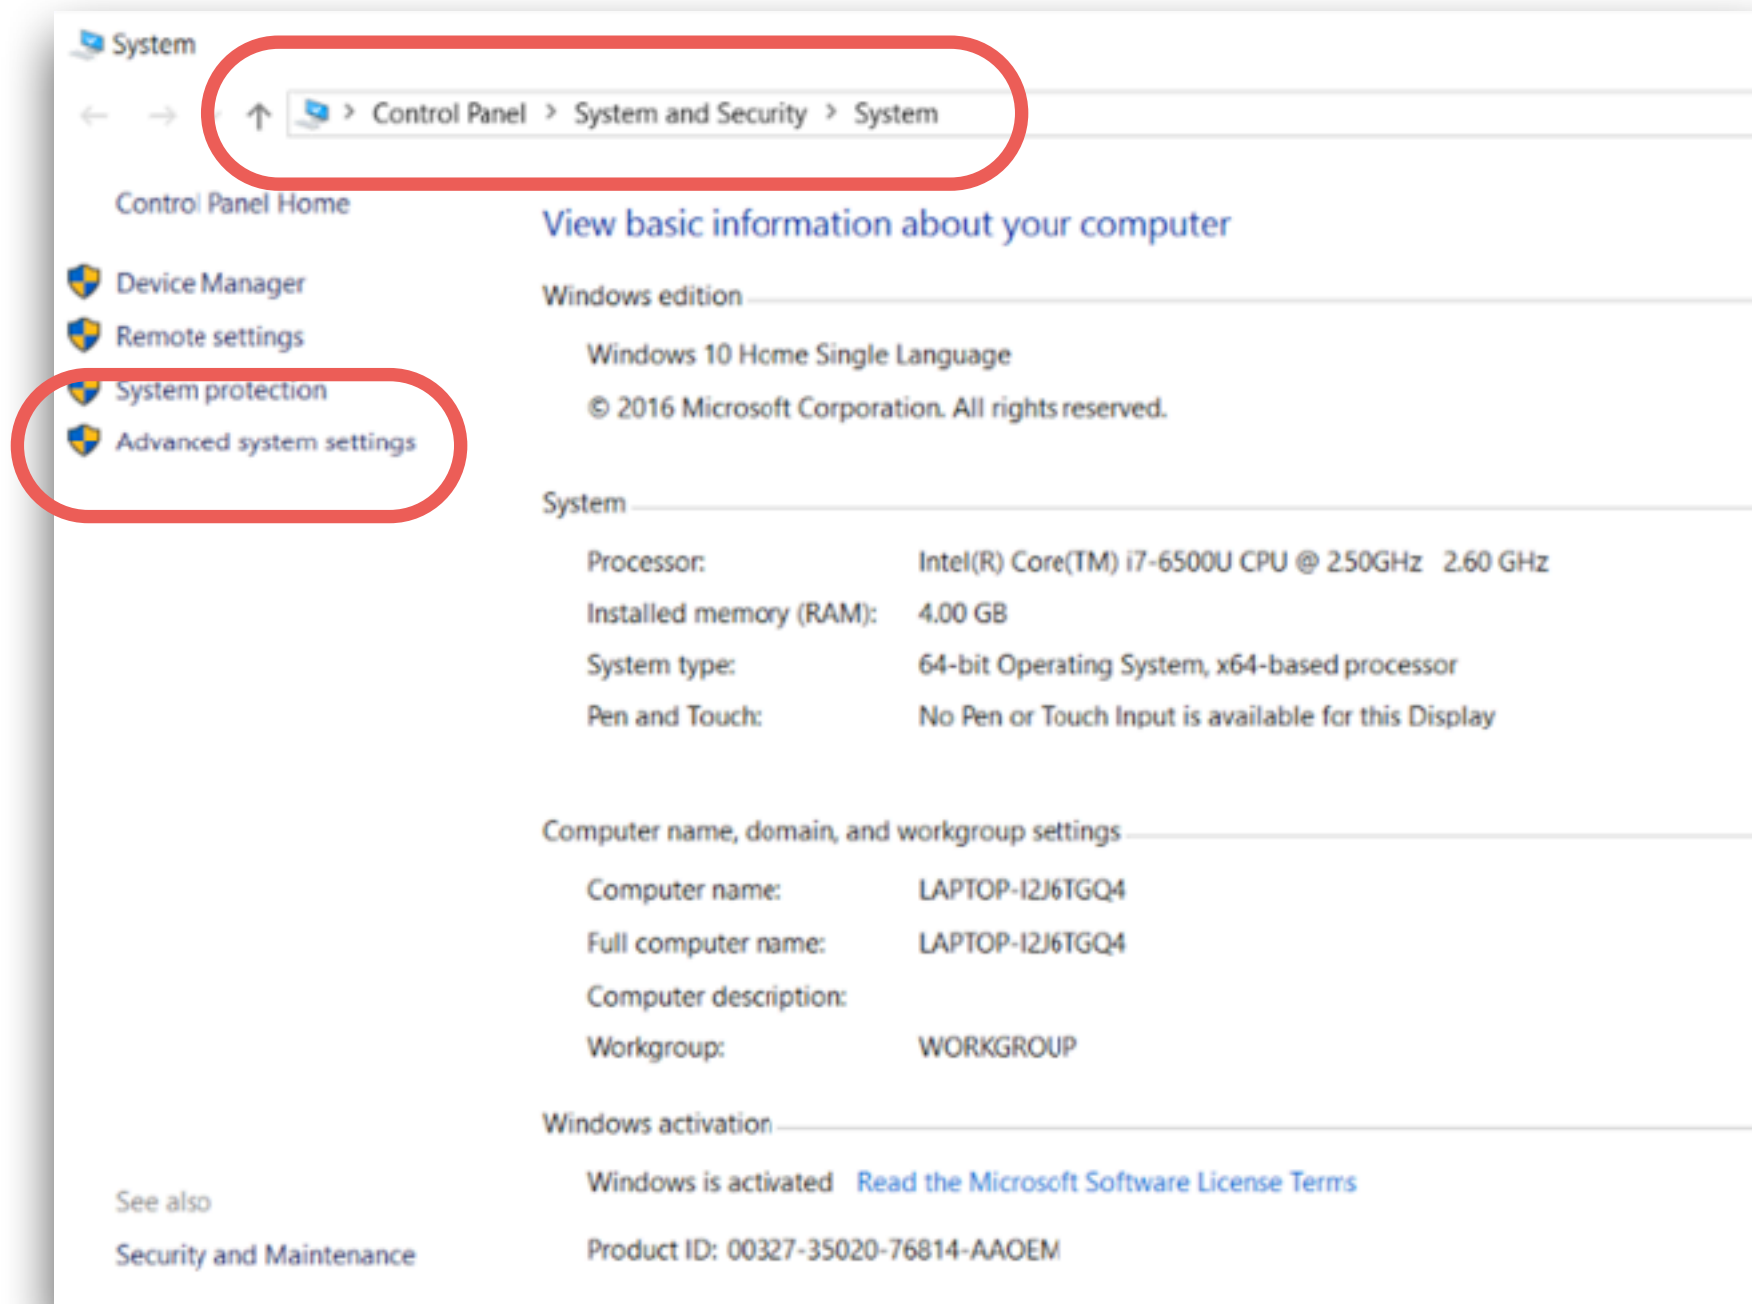 System
Control Panel > System and Security > System
Control Panel Home
Device Manager
Remote settings
System protection
Advanced system settings
View basic information about your computer
Windows edition
Windows 10 Home Single Language
© 2016 Microsoft Corporation. All rights reserved.
System
Processor: Intel(R) Core(TM) i7-6500U CPU @ 2.50GHz 2.60 GHz
Installed memory (RAM): 4.00 GB
System type: 64-bit Operating System, x64-based processor
Pen and Touch: No Pen or Touch Input is available for this Display
Computer name, domain, and workgroup settings
Computer name: LAPTOP-I2J6TGQ4
Full computer name: LAPTOP-I2J6TGQ4
Computer description:
Workgroup: WORKGROUP
Windows activation
Windows is activated Read the Microsoft Software License Terms
Product ID: 00327-35020-76814-AAOEM
See also
Security and Maintenance